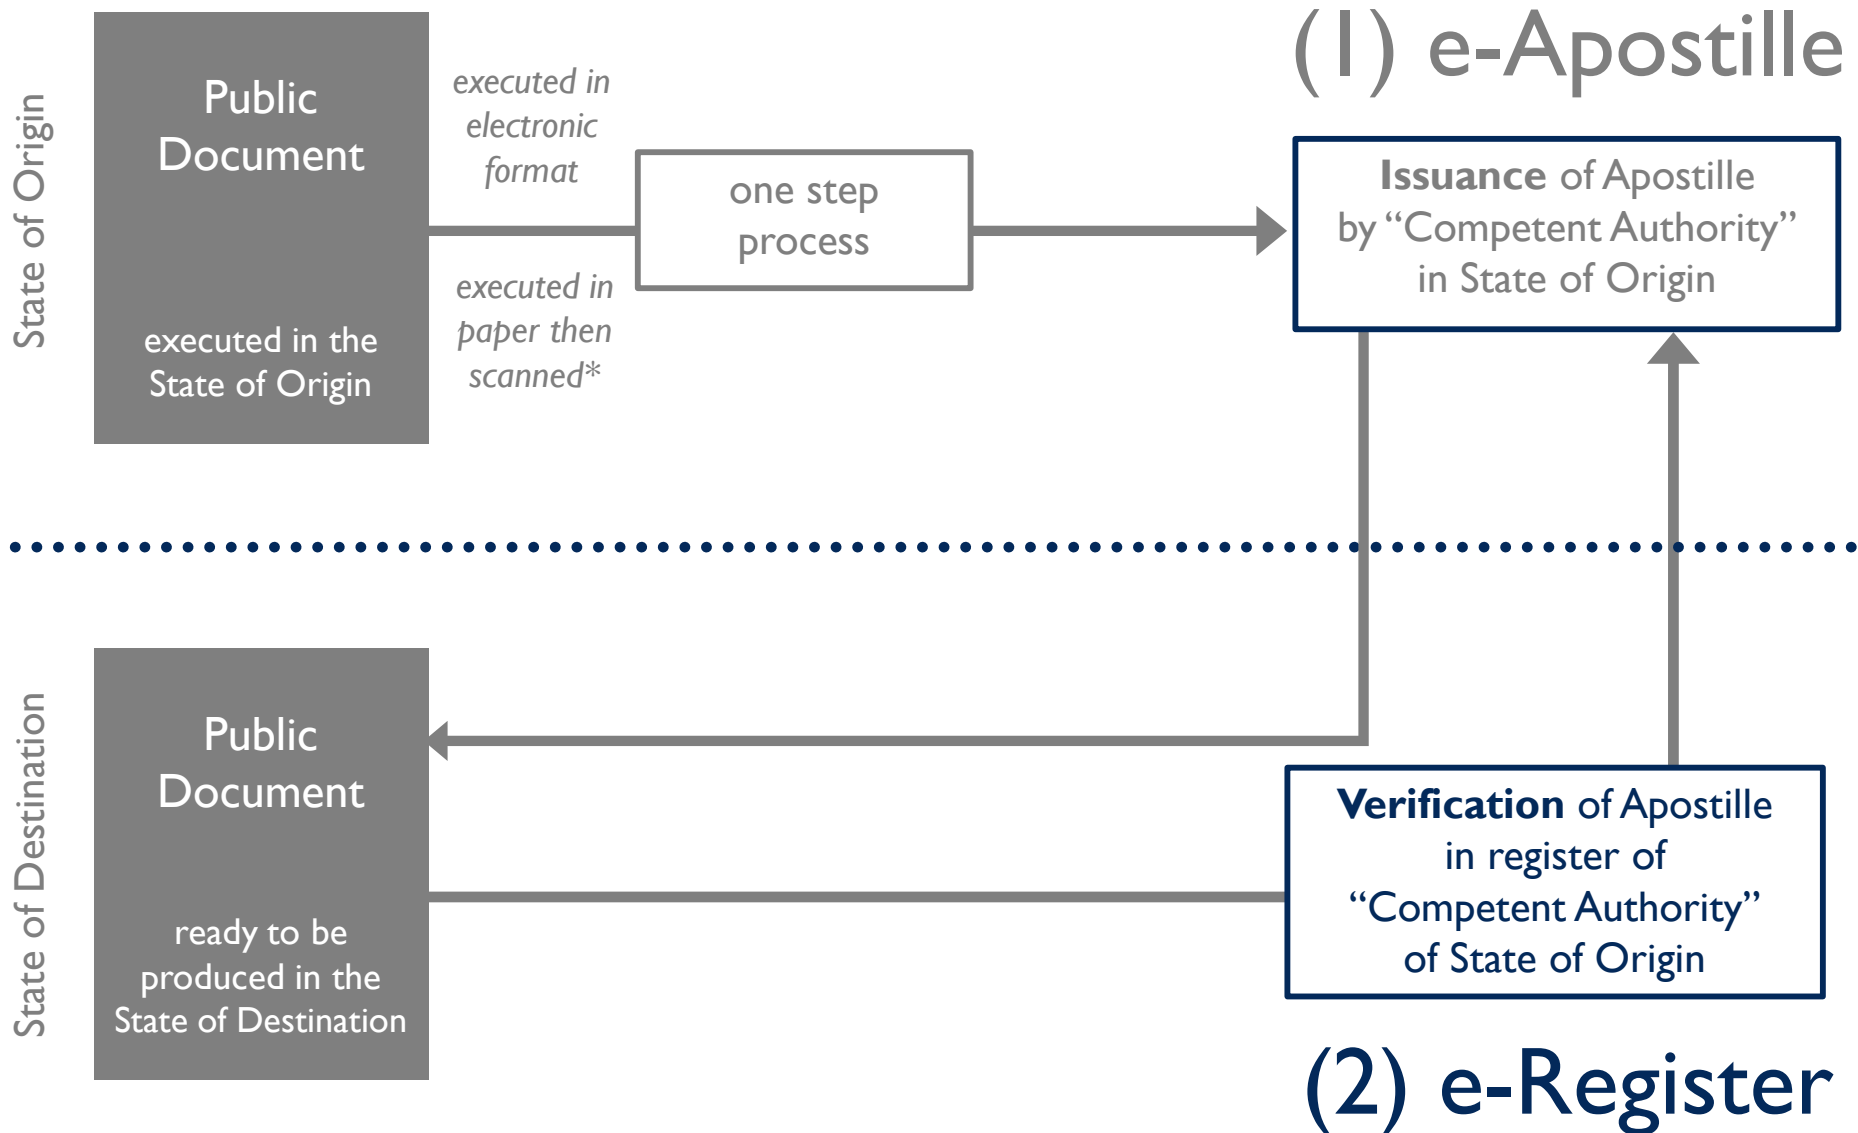 (1) e-Apostille
State of Origin
Public
Document
executed in the
State of Origin
executed in
electronic
format
executed in
paper then
scanned*
one step
process
Issuance of Apostille
by “Competent Authority”
in State of Origin
State of Destination
Public
Document
ready to be
produced in the
State of Destination
Verification of Apostille
in register of
“Competent Authority”
of State of Origin
(2) e-Register